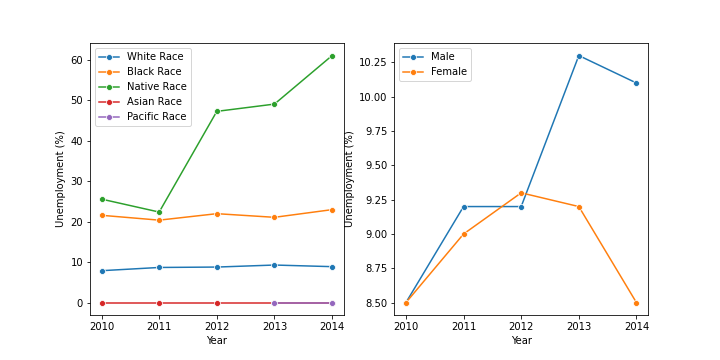 White Race
Black Race
Native Race
Asian Race
Pacific Race
60
50
40
30
20
10
0
Unemployment (%)
2010 2011 2012 2013 2014
Year
Male
Female
10.25
10.00
9.75
9.50
9.25
9.00
8.75
8.50
Unemployment (%)
2010 2011 2012 2013 2014
Year